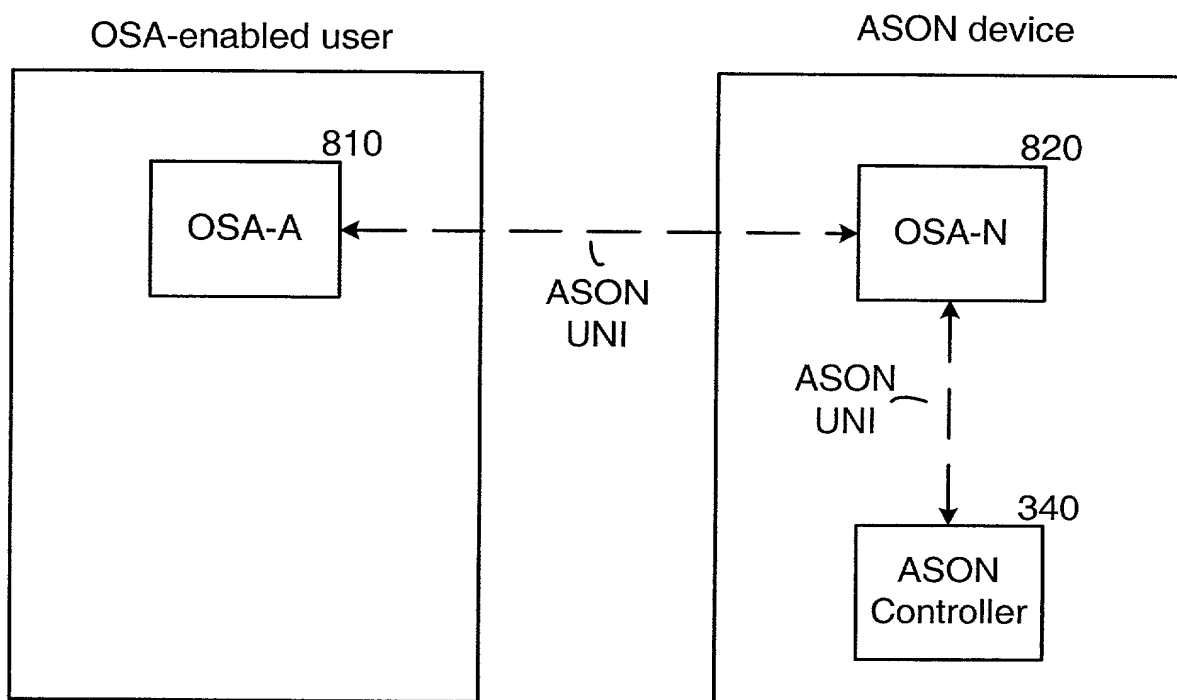 OSA-enabled user
ASON device
810
OSA-A
820
OSA-N
ASON
UNI
ASON
UNI
340
ASON
Controller